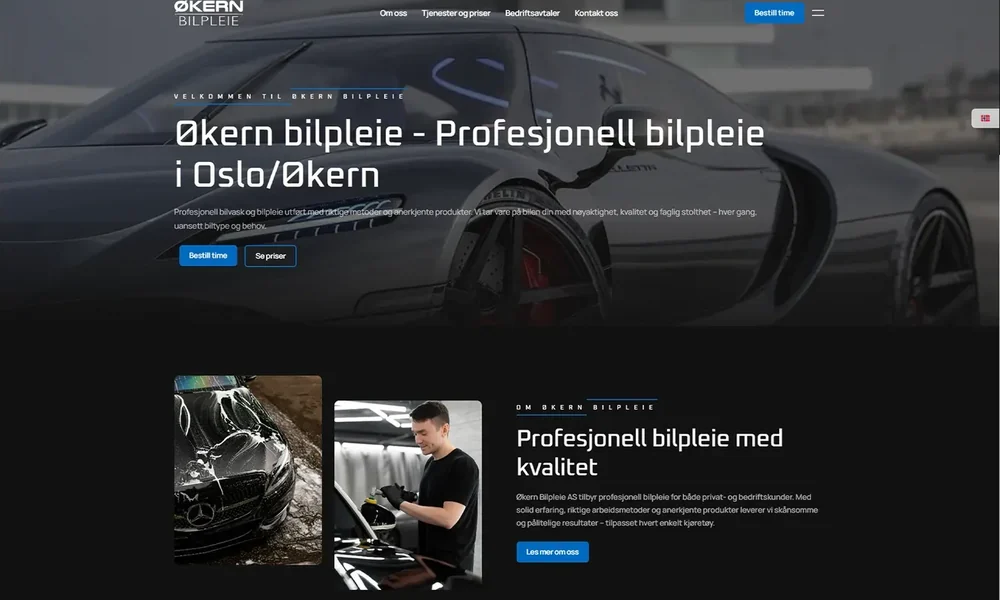 ØKERN
BILPLEIE
Om oss
Tjenester og priser
Bedriftsavtaler
Kontakt oss
Bestill time
VELKOMMEN TIL ØKERN BILPLEIE
Økern bilpleie - Profesjonell bilpleie
i Oslo/Økern
Profesjonell bilvask og bilpleie utført med riktige metoder og anerkjente produkter. Vi tar vare på bilen din med nøyaktighet, kvalitet og faglig stolthet – hver gang,
uansett biltype og behov.
Bestill time
Se priser
OM ØKERN BILPLEIE
Profesjonell bilpleie med
kvalitet
Økern Bilpleie AS tilbyr profesjonell bilpleie for både privat- og bedriftskunder. Med
solid erfaring, riktige arbeidsmetoder og anerkjente produkter leverer vi skånsomme
og pålitelige resultater – tilpasset hvert enkelt kjøretøy.
Les mer om oss